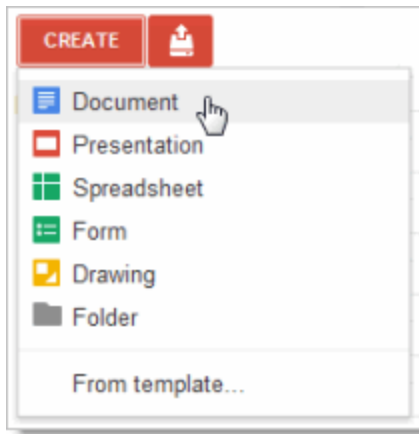 CREATE
Document
Presentation
Spreadsheet
Form
Drawing
Folder
From template...